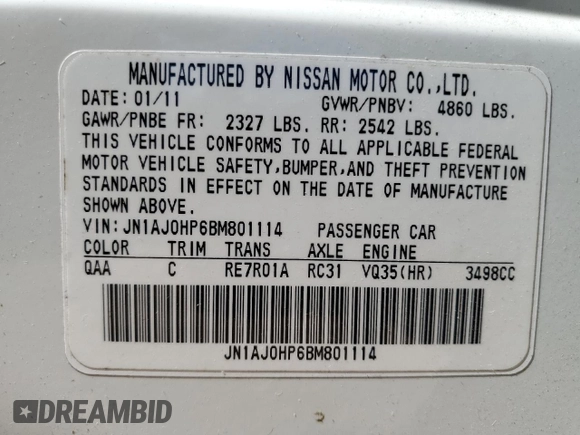 MANUFACTURED BY NISSAN MOTOR CO.,LTD.
DATE: 01/11 GVWR/PNBV: 4860 LBS.
GAWR/PNBE FR: 2327 LBS. RR: 2542 LBS.
THIS VEHICLE CONFORMS TO ALL APPLICABLE FEDERAL
MOTOR VEHICLE SAFETY,BUMPER,AND THEFT PREVENTION
STANDARDS IN EFFECT ON THE DATE OF MANUFACTURE
SHOWN ABOVE.
VIN: JN1AJ0HP6BM801114 PASSENGER CAR
COLOR TRIM TRANS AXLE ENGINE
QAA C RE7R01A RC31 VQ35(HR) 3498CC
JN1AJ0HP6BM801114
DREAMBID